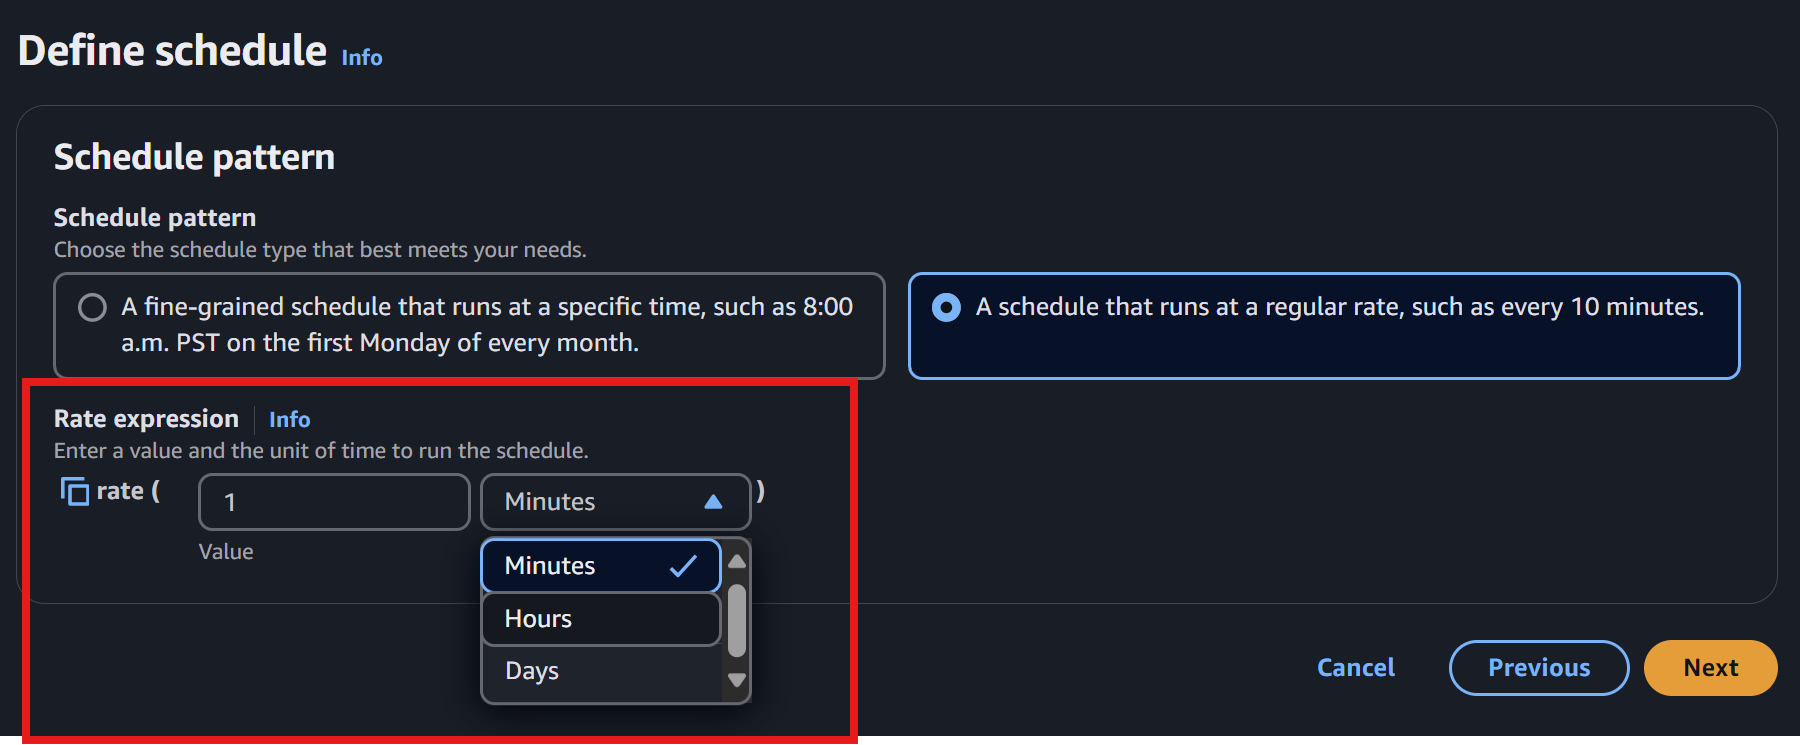 Define schedule Info
Schedule pattern
Schedule pattern
Choose the schedule type that best meets your needs.
A fine-grained schedule that runs at a specific time, such as 8:00
a.m. PST on the first Monday of every month.
A schedule that runs at a regular rate, such as every 10 minutes.
Rate expression Info
Enter a value and the unit of time to run the schedule.
rate ( 1 Minutes )
Value
Minutes
Hours
Days
Cancel Previous Next